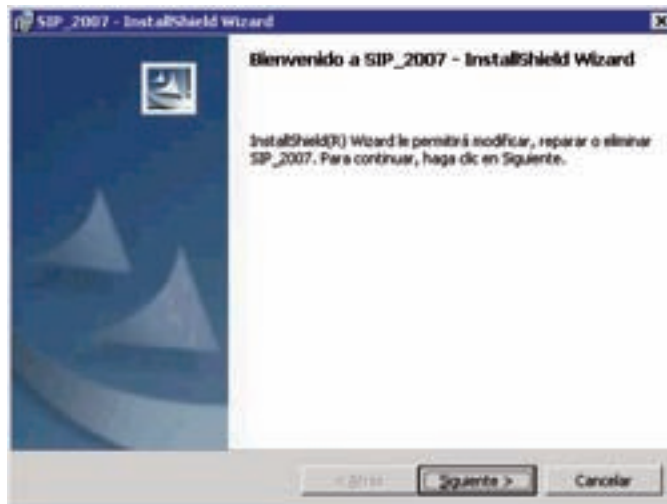 SIP_2007 - InstallShield Wizard
Bienvenido a SIP_2007 - InstallShield Wizard
InstallShield(R) Wizard le permitirá modificar, reparar o eliminar
SIP_2007. Para continuar, haga clic en Siguiente.
< Atrás Siguiente > Cancelar